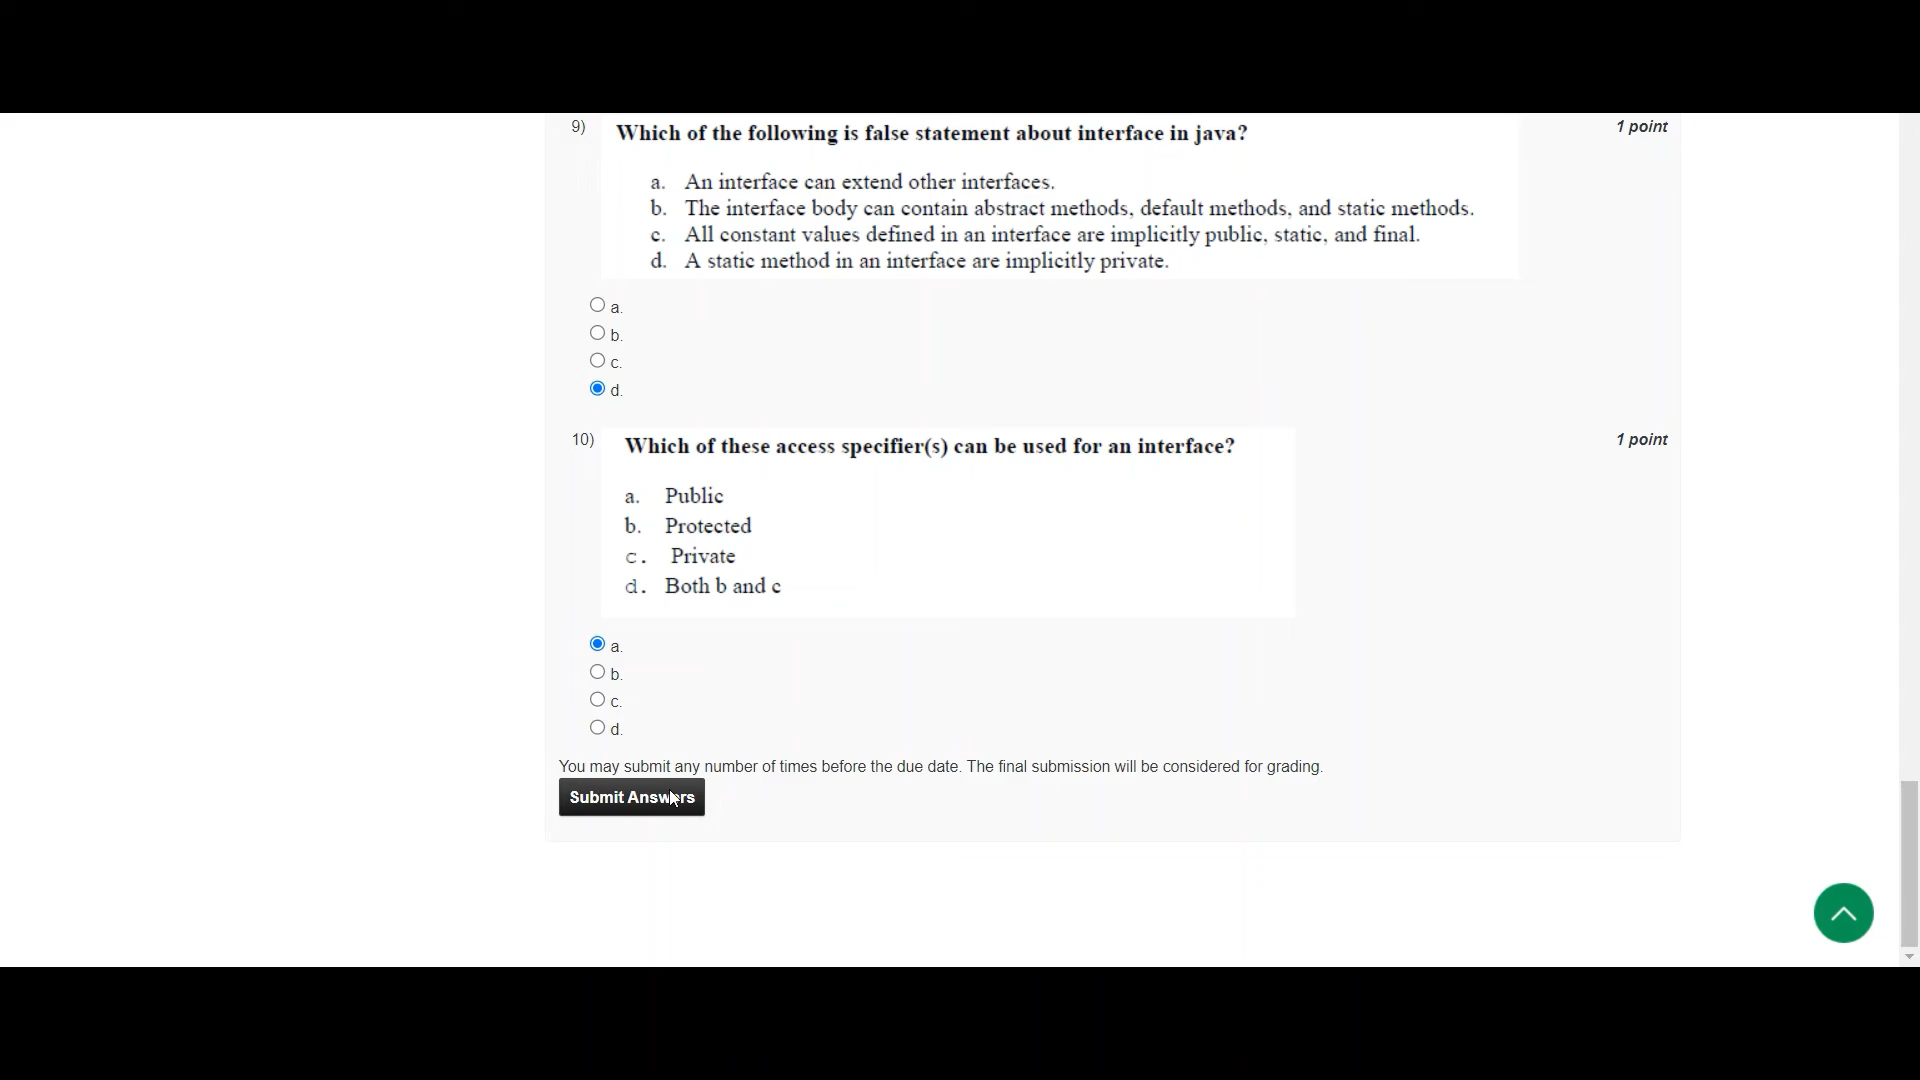 9) Which of the following is false statement about interface in java? 1 point
a. An interface can extend other interfaces.
b. The interface body can contain abstract methods, default methods, and static methods.
c. All constant values defined in an interface are implicitly public, static, and final.
d. A static method in an interface are implicitly private.
a.
b.
c.
d.
10) Which of these access specifier(s) can be used for an interface? 1 point
a. Public
b. Protected
c. Private
d. Both b and c
a.
b.
c.
d.
You may submit any number of times before the due date. The final submission will be considered for grading.
Submit Answers